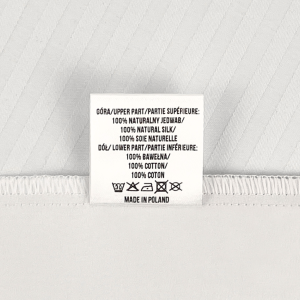 GÓRA/UPPER PART/PARTIE SUPÉRIEURE:
100% NATURALNY JEDWAB/
100% NATURAL SILK/
100% SOIE NATURELLE
DÓŁ/ LOWER PART/PARTIE INFÉRIEURE:
100% BAWEŁNA/
100% COTTON/
100% COTON
MADE IN POLAND